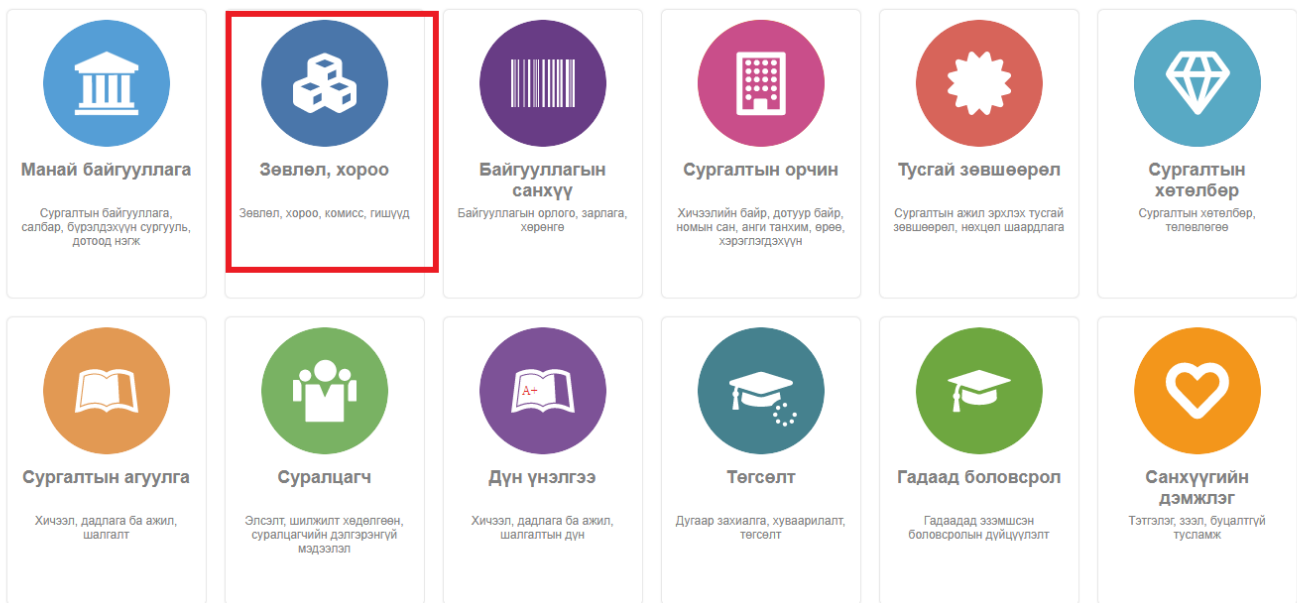 Манай байгууллага
Сургалтын байгууллага,
салбар, бүрэлдэхүүн сургууль,
дотоод нэгж
Зөвлөл, хороо
Зөвлөл, хороо, комисс, гишүүд
Байгууллагын
санхүү
Байгууллагын орлого, зарлага,
хөрөнгө
Сургалтын орчин
Хичээлийн байр, дотуур байр,
номын сан, анги танхим, өрөө,
хэрэглэгдэхүүн
Тусгай зөвшөөрөл
Сургалтын ажил эрхлэх тусгай
зөвшөөрөл, нөхцөл шаардлага
Сургалтын
хөтөлбөр
Сургалтын хөтөлбөр,
төлөвлөгөө
Сургалтын агуулга
Хичээл, дадлага ба ажил,
шалгалт
Суралцагч
Элсэлт, шилжилт хөдөлгөөн,
суралцагчийн дэлгэрэнгүй
мэдээлэл
A+
Дүн үнэлгээ
Хичээл, дадлага ба ажил,
шалгалтын дүн
Төгсөлт
Дугаар захиалга, хуваарилалт,
төгсөлт
Гадаад боловсрол
Гадаадад эзэмшсэн
боловсролын дүйцүүлэлт
Санхүүгийн
дэмжлэг
Тэтгэлэг, зээл, буцалтгүй
тусламж